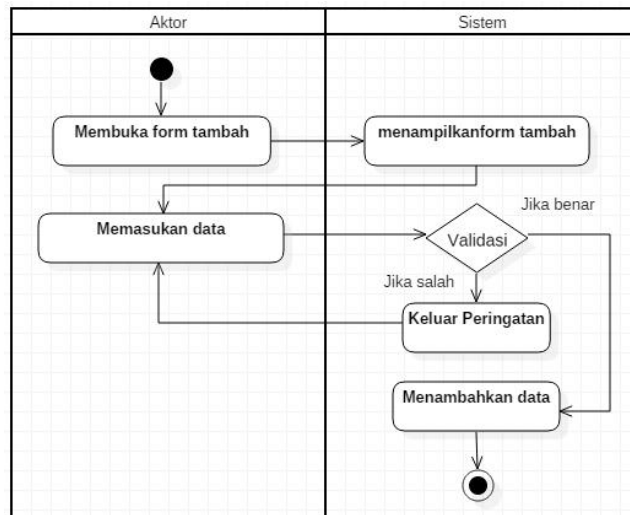 Aktor
Sistem
Membuka form tambah
menampilkanform tambah
Memasukan data
Jika benar
Validasi
Jika salah
Keluar Peringatan
Menambahkan data